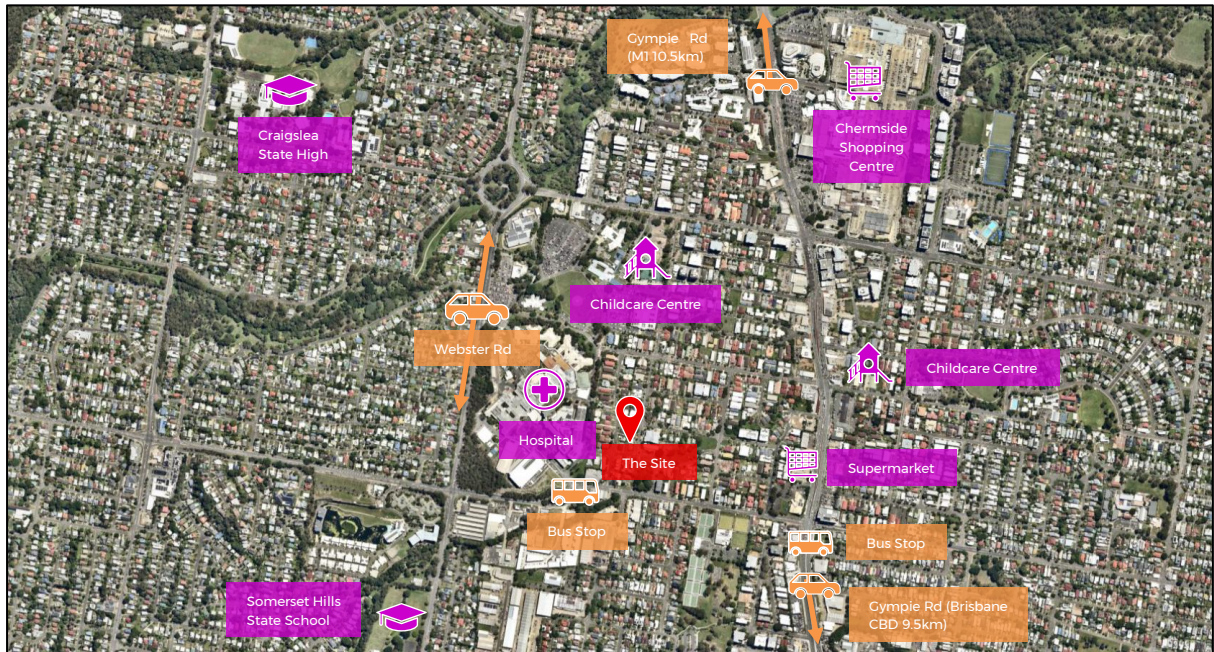 Gympie Rd
(M1 10.5km)
Craigslea
State High
Chermside
Shopping
Centre
Childcare Centre
Webster Rd
Childcare Centre
Hospital
The Site
Supermarket
Bus Stop
Bus Stop
Somerset Hills
State School
Gympie Rd (Brisbane
CBD 9.5km)